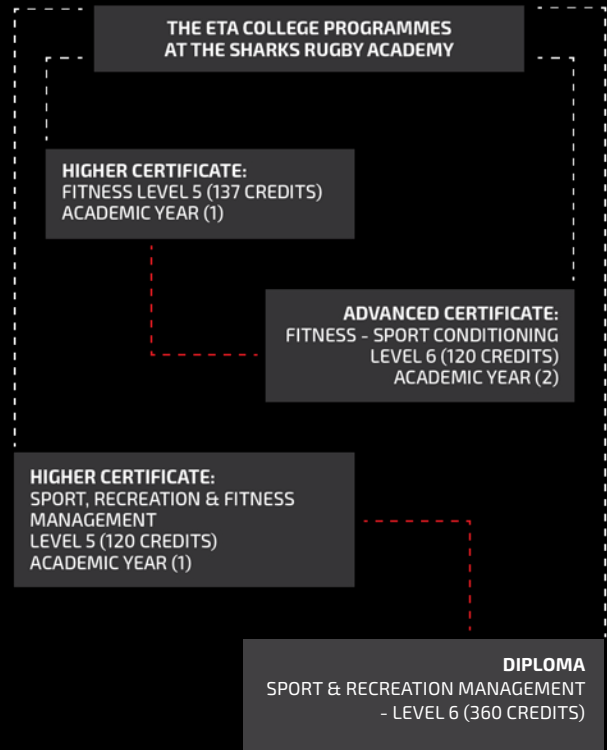 THE ETA COLLEGE PROGRAMMES
AT THE SHARKS RUGBY ACADEMY
HIGHER CERTIFICATE:
FITNESS LEVEL 5 (137 CREDITS)
ACADEMIC YEAR (1)
ADVANCED CERTIFICATE:
FITNESS - SPORT CONDITIONING
LEVEL 6 (120 CREDITS)
ACADEMIC YEAR (2)
HIGHER CERTIFICATE:
SPORT, RECREATION & FITNESS
MANAGEMENT
LEVEL 5 (120 CREDITS)
ACADEMIC YEAR (1)
DIPLOMA
SPORT & RECREATION MANAGEMENT
- LEVEL 6 (360 CREDITS)